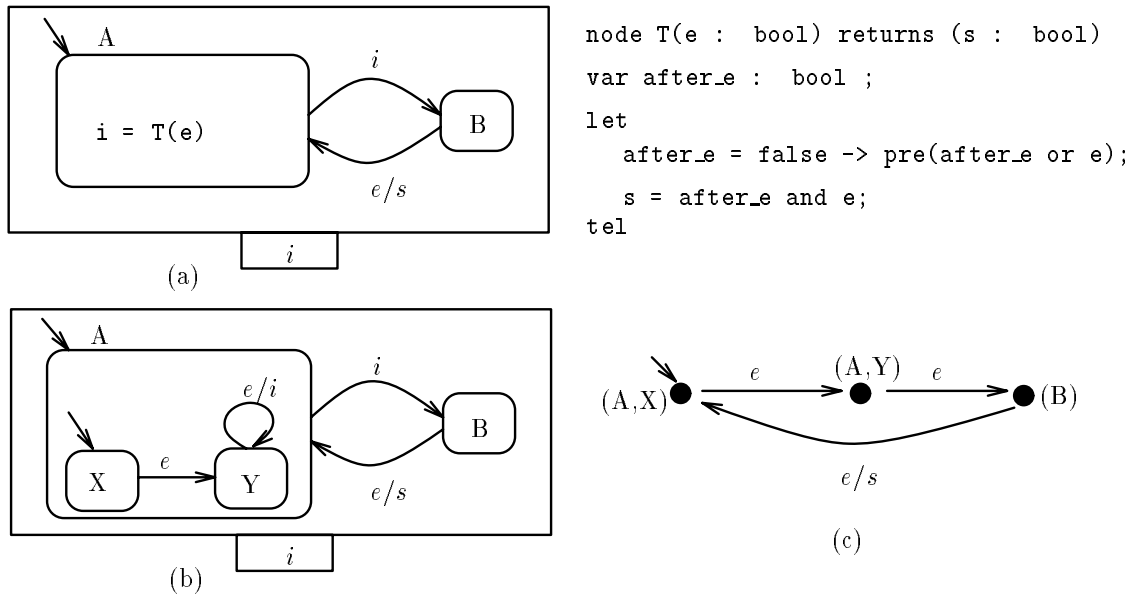 A
i = T(e)
i
B
e/s
i
(a)
node T(e : bool) returns (s : bool)
var after_e : bool ;
let
after_e = false -> pre(after_e or e);
s = after_e and e;
tel
A
e/i
X
e
Y
i
B
e/s
i
(b)
(A,X)
e
(A,Y)
e
(B)
e/s
(c)